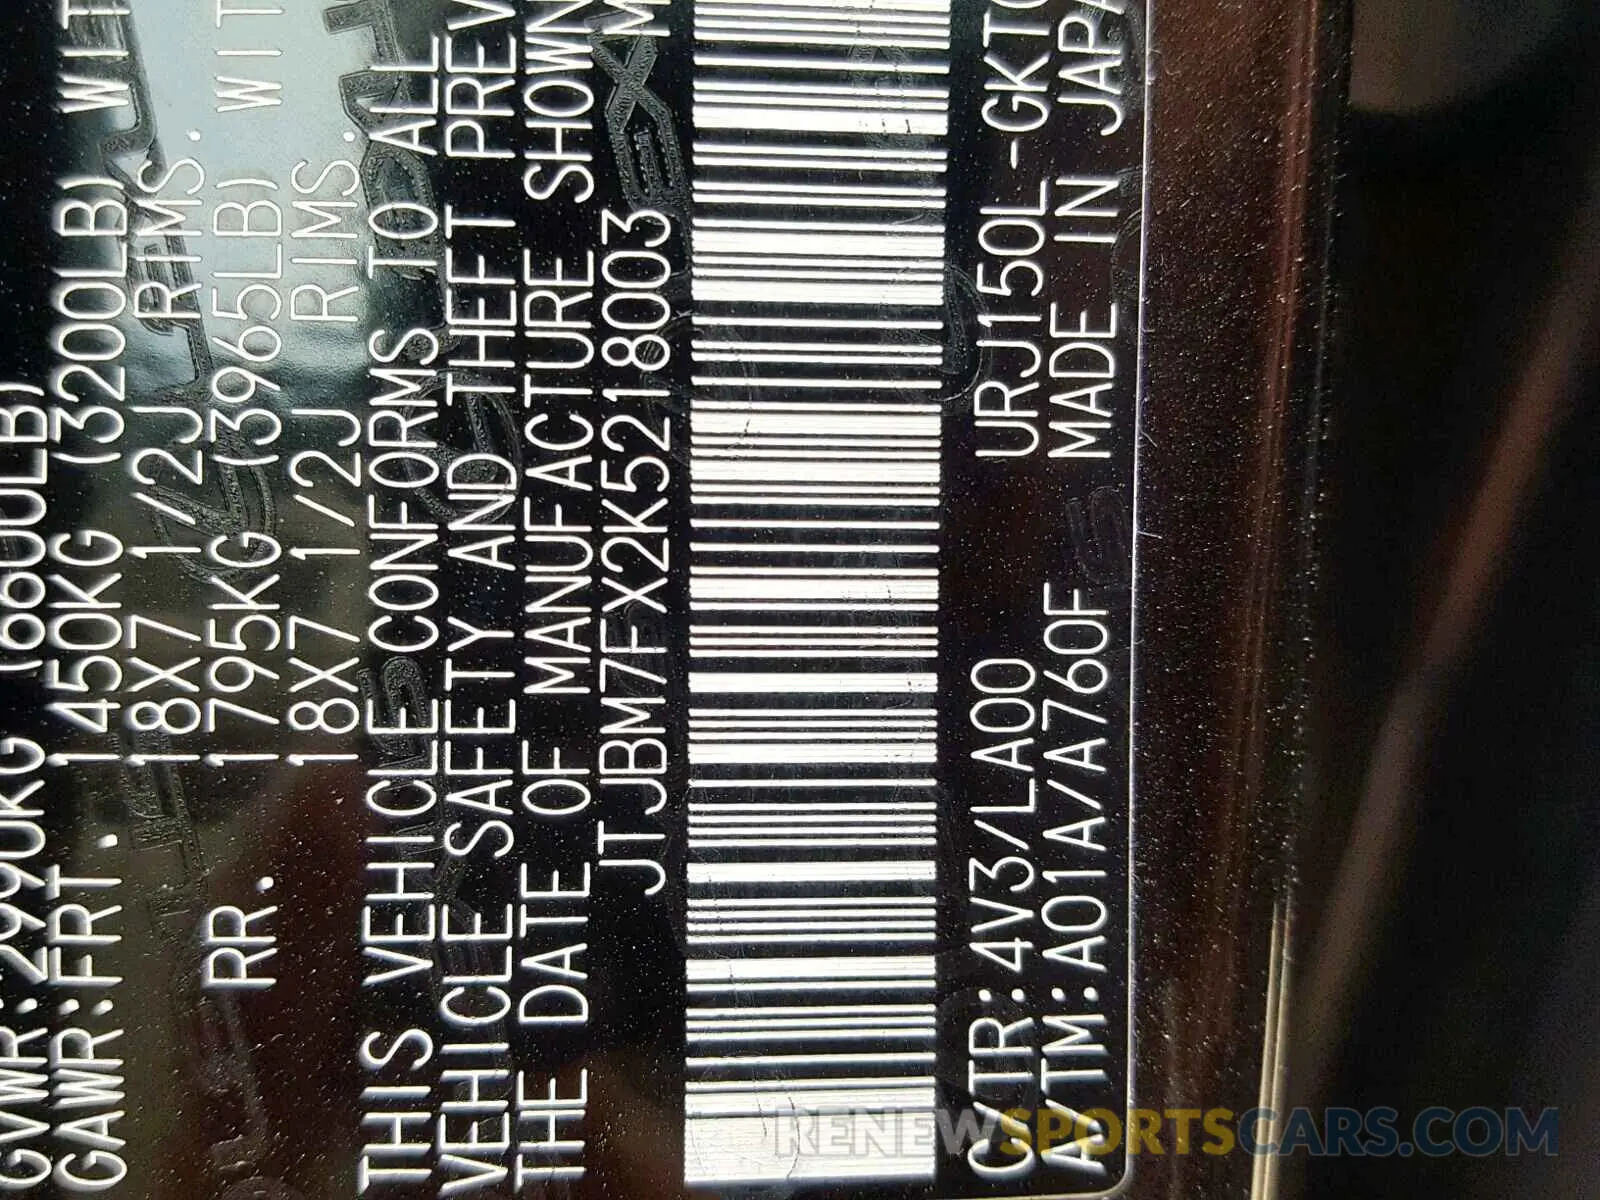 GVWR:2990KG (6600LB)
GAWR:FRT. 1450KG (3200LB) WIT
18X7 1/2J RIMS.
RR. 1795KG (3965LB) WIT
18X7 1/2J RIMS.
THIS VEHICLE CONFORMS TO ALL
VEHICLE SAFETY AND THEFT PREV
THE DATE OF MANUFACTURE SHOWN
JTJBM7FX2K5218003 M
C/TR:4V3/LA00 URJ150L-GKT
A/TM:A01A/A760F MADE IN JAPA
RENEWSPORTSCARS.COM